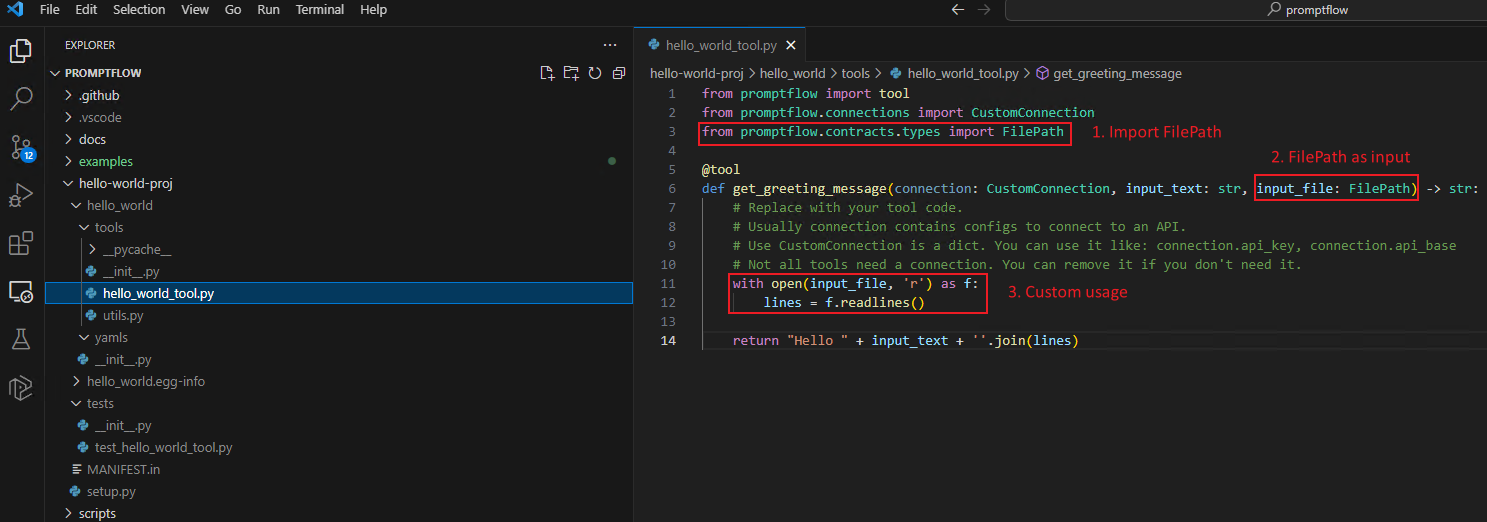 File Edit Selection View Go Run Terminal Help
promptflow
EXPLORER
PROMPTFLOW
.github
.vscode
docs
12
examples
hello-world-proj
hello_world
tools
__pycache__
__init__.py
hello_world_tool.py
utils.py
yamls
__init__.py
hello_world.egg-info
tests
__init__.py
test_hello_world_tool.py
MANIFEST.in
setup.py
scripts
hello_world_tool.py
hello-world-proj > hello_world > tools > hello_world_tool.py > get_greeting_message
1 from promptflow import tool
2 from promptflow.connections import CustomConnection
3 from promptflow.contracts.types import FilePath
1. Import FilePath
4
2. FilePath as input
5 @tool
6 def get_greeting_message(connection: CustomConnection, input_text: str, input_file: FilePath) -> str:
7 # Replace with your tool code.
8 # Usually connection contains configs to connect to an API.
9 # Use CustomConnection is a dict. You can use it like: connection.api_key, connection.api_base
10 # Not all tools need a connection. You can remove it if you don't need it.
11 with open(input_file, 'r') as f:
3. Custom usage
12 lines = f.readlines()
13
14 return "Hello " + input_text + ''.join(lines)